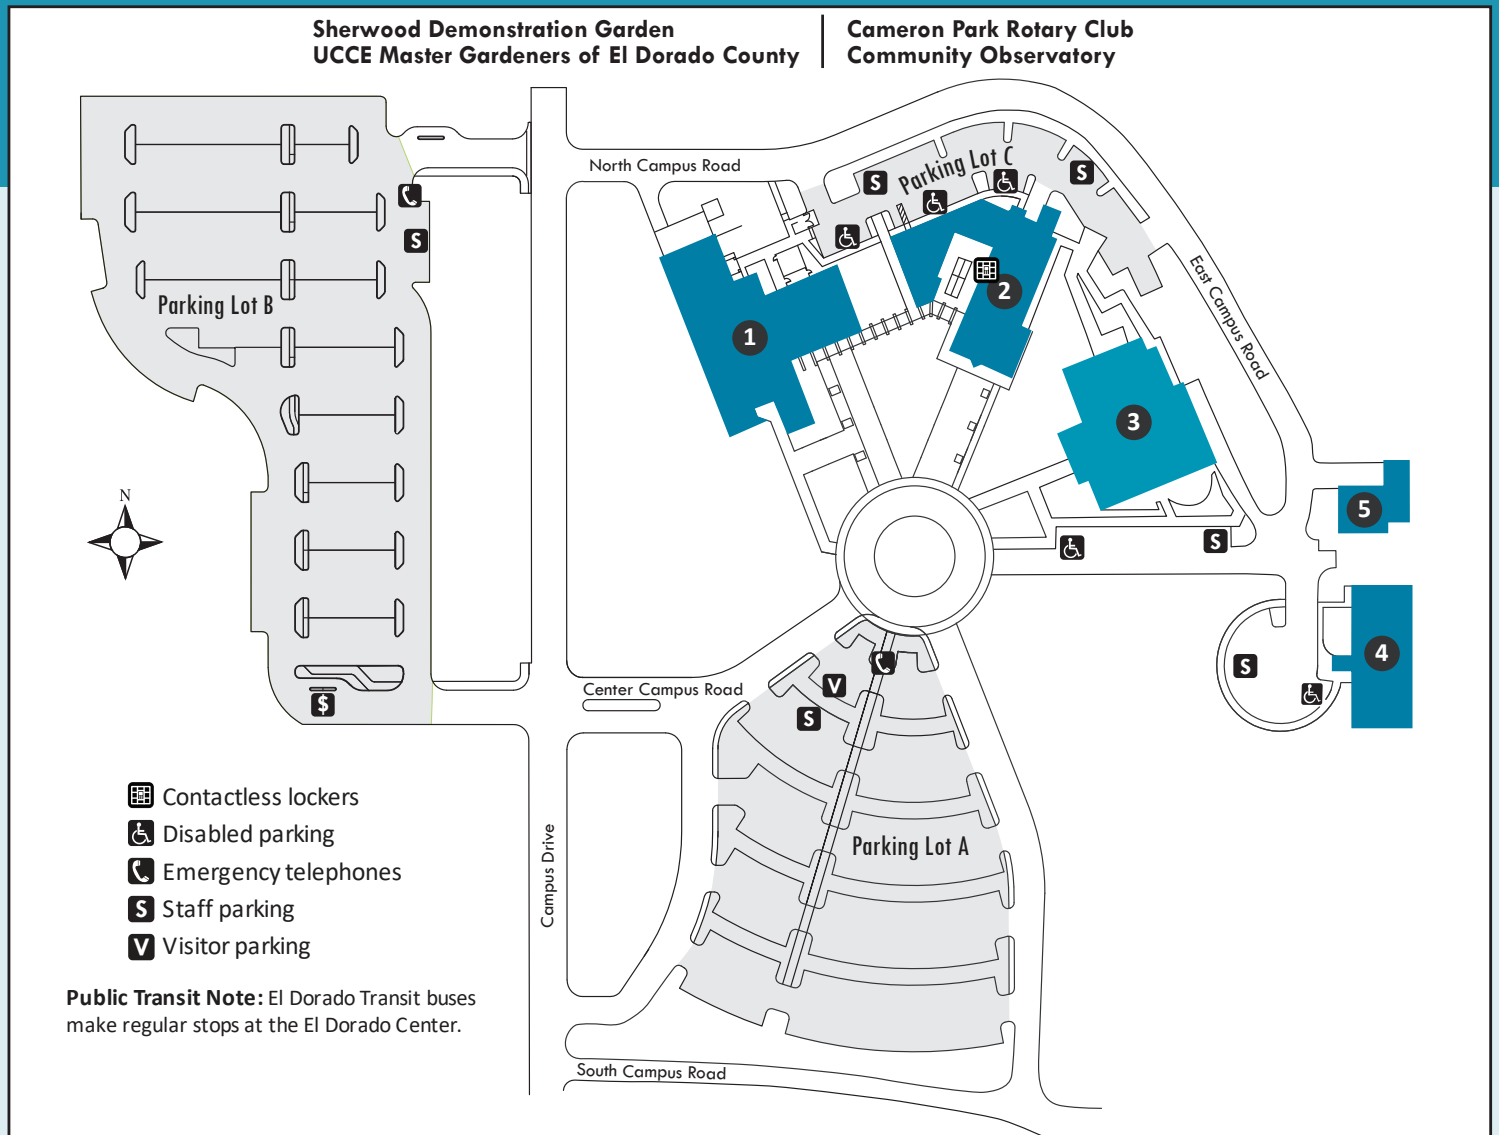 Sherwood Demonstration Garden
UCCE Master Gardeners of El Dorado County
Cameron Park Rotary Club
Community Observatory
North Campus Road
Parking Lot C
S
S
S
Parking Lot B
East Campus Road
1
2
3
N
5
S
4
S
Center Campus Road
V
S
$
Parking Lot A
Campus Drive
Contactless lockers
Disabled parking
Emergency telephones
S Staff parking
V Visitor parking
Public Transit Note: El Dorado Transit buses
make regular stops at the El Dorado Center.
South Campus Road